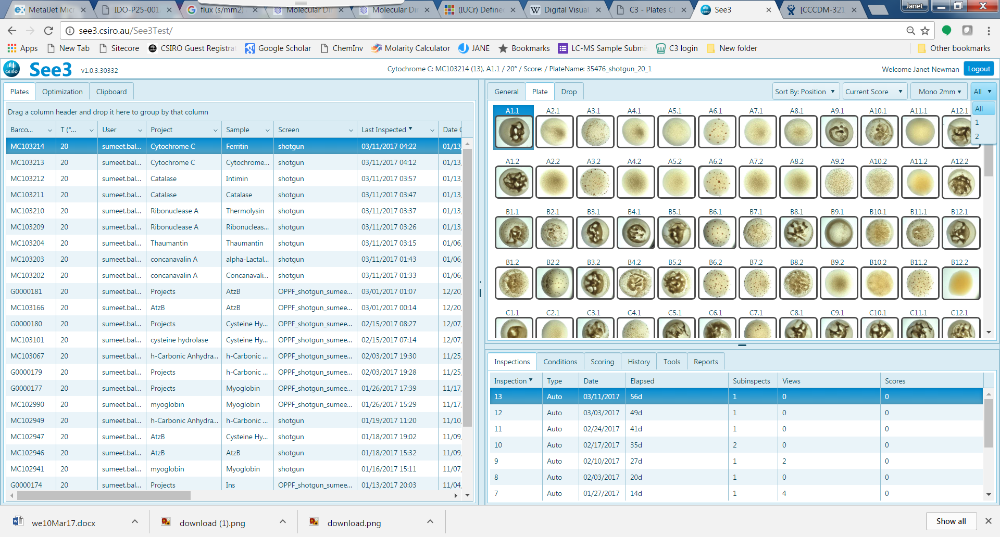 MetalJet Micr
IDO-P25-001
flux (s/mm2)
Molecular Di
Molecular Di
(IUCr) Define
Digital Visual
C3 - Plates C
See3
[CCCDM-321
Janet
see3.csiro.au/See3Test/
Apps
New Tab
Sitecore
CSIRO Guest Registrat
Google Scholar
ChemInv
Molarity Calculator
JANE
Bookmarks
LC-MS Sample Submi
C3 login
New folder
Other bookmarks
CSIRO
See3
v1.0.3.30332
Cytochrome C: MC103214 (13), A1.1 / 20° / Score: / PlateName: 35476_shotgun_20_1
Welcome Janet Newman
Logout
Plates
Optimization
Clipboard
Drag a column header and drop it here to group by that column
Barco... T (°... User Project Sample Screen Last Inspected Date C
MC103214 20 sumeet.bal... Cytochrome C Ferritin shotgun 03/11/2017 04:22 01/13,
MC103213 20 sumeet.bal... Cytochrome C Cytochrome... shotgun 03/11/2017 04:12 01/13,
MC103212 20 sumeet.bal... Catalase Intimin shotgun 03/11/2017 03:57 01/13,
MC103211 20 sumeet.bal... Catalase Catalase shotgun 03/11/2017 03:47 01/13,
MC103210 20 sumeet.bal... Ribonuclease A Thermolysin shotgun 03/11/2017 03:37 01/13,
MC103209 20 sumeet.bal... Ribonuclease A Ribonucleas... shotgun 03/11/2017 03:26 01/13,
MC103204 20 sumeet.bal... Thaumantin Thaumantin shotgun 03/11/2017 03:15 01/06,
MC103203 20 sumeet.bal... concanavalin A alpha-Lactal... shotgun 03/11/2017 01:43 01/06,
MC103202 20 sumeet.bal... concanavalin A Concanavali... shotgun 03/11/2017 01:33 01/06,
G0000181 20 sumeet.bal... Projects AtzB OPPF_shotgun_sumee... 03/01/2017 01:07 12/20,
MC103166 20 sumeet.bal... AtzB AtzB OPPF_shotgun_sumee... 03/01/2017 00:14 12/20,
G0000180 20 sumeet.bal... Projects Cysteine Hy... OPPF_shotgun_sumee... 02/15/2017 08:27 12/07,
MC103101 20 sumeet.bal... cysteine hydrolase Cysteine Hy... OPPF_shotgun_sumee... 02/15/2017 07:14 12/07,
MC103067 20 sumeet.bal... h-Carbonic Anhydra... h-Carbonic ... OPPF_shotgun_sumee... 02/03/2017 19:30 11/25,
G0000179 20 sumeet.bal... Projects h-Carbonic ... OPPF_shotgun_sumee... 02/03/2017 19:28 11/25,
G0000177 20 sumeet.bal... Projects Myoglobin OPPF_shotgun_sumee... 01/26/2017 17:39 11/17,
MC102990 20 sumeet.bal... myoglobin Myoglobin OPPF_shotgun_sumee... 01/26/2017 15:29 11/17,
MC102949 20 sumeet.bal... h-Carbonic Anhydra... h-Carbonic ... shotgun 01/19/2017 11:20 11/10,
MC102947 20 sumeet.bal... AtzB Cysteine Hy... shotgun 01/18/2017 19:02 11/09,
MC102946 20 sumeet.bal... AtzB AtzB shotgun 01/18/2017 15:32 11/09,
MC102941 20 sumeet.bal... myoglobin Myoglobin shotgun 01/16/2017 15:11 11/07,
G0000174 20 sumeet.bal... Projects Ins OPPF_shotgun_sumee... 01/13/2017 20:03 11/04,
General
Plate
Drop
Sort By: Position
Current Score
Mono 2mm
All
All
1
2
A1.1 A2.1 A3.1 A4.1 A5.1 A6.1 A7.1 A8.1 A9.1 A10.1 A11.1 A12.1
A1.2 A2.2 A3.2 A4.2 A5.2 A6.2 A7.2 A8.2 A9.2 A10.2 A11.2 A12.2
B1.1 B2.1 B3.1 B4.1 B5.1 B6.1 B7.1 B8.1 B9.1 B10.1 B11.1 B12.1
B1.2 B2.2 B3.2 B4.2 B5.2 B6.2 B7.2 B8.2 B9.2 B10.2 B11.2 B12.2
C1.1 C2.1 C3.1 C4.1 C5.1 C6.1 C7.1 C8.1 C9.1 C10.1 C11.1 C12.1
Inspections
Conditions
Scoring
History
Tools
Reports
Inspection Type Date Elapsed Subinspects Views Scores
13 Auto 03/11/2017 56d 1 0 0
12 Auto 03/03/2017 49d 1 0 0
11 Auto 02/24/2017 41d 1 0 0
10 Auto 02/17/2017 35d 2 0 0
9 Auto 02/10/2017 27d 1 2 0
8 Auto 02/03/2017 20d 1 0 0
7 Auto 01/27/2017 14d 1 4 0
we10Mar17.docx
download (1).png
download.png
Show all